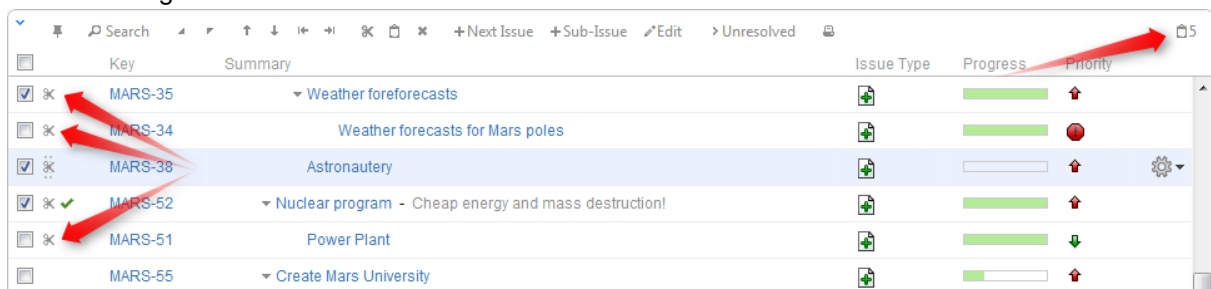 Search +Next Issue +Sub-Issue Edit >Unresolved 5
Key Summary Issue Type Progress Priority
MARS-35 Weather foreforecasts
MARS-34 Weather forecasts for Mars poles
MARS-38 Astronautery
MARS-52 Nuclear program - Cheap energy and mass destruction!
MARS-51 Power Plant
MARS-55 Create Mars University